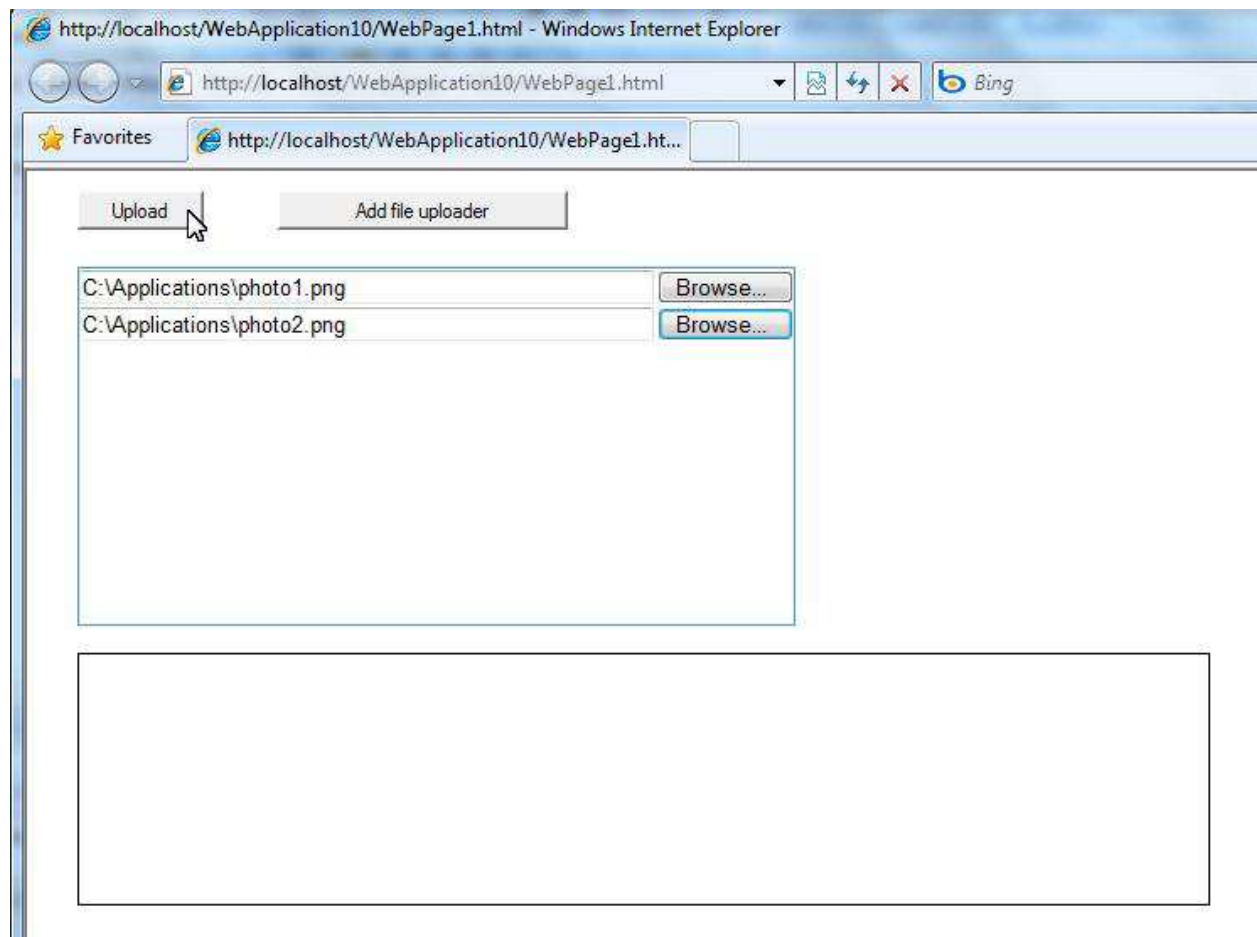 http://localhost/WebApplication10/WebPage1.html - Windows Internet Explorer
http://localhost/WebApplication10/WebPage1.html
Bing
Favorites
http://localhost/WebApplication10/WebPage1.ht...
Upload
Add file uploader
C:\Applications\photo1.png
Browse...
C:\Applications\photo2.png
Browse...